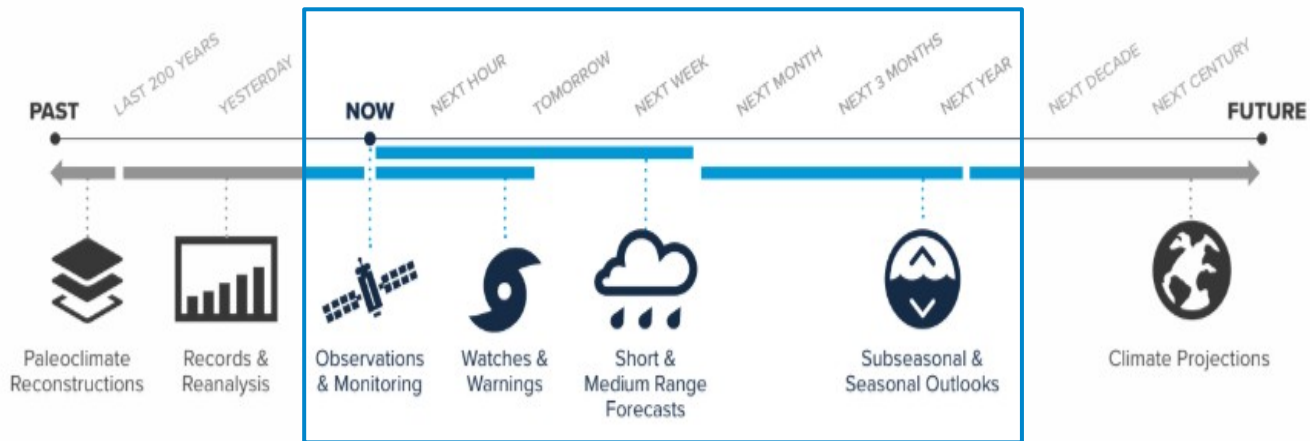 LAST 200 YEARS
YESTERDAY
NEXT HOUR
TOMORROW
NEXT WEEK
NEXT MONTH
NEXT 3 MONTHS
NEXT YEAR
NEXT DECADE
NEXT CENTURY
PAST
NOW
FUTURE
Paleoclimate
Reconstructions
Records &
Reanalysis
Observations
& Monitoring
Watches &
Warnings
Short &
Medium Range
Forecasts
Subseasonal &
Seasonal Outlooks
Climate Projections